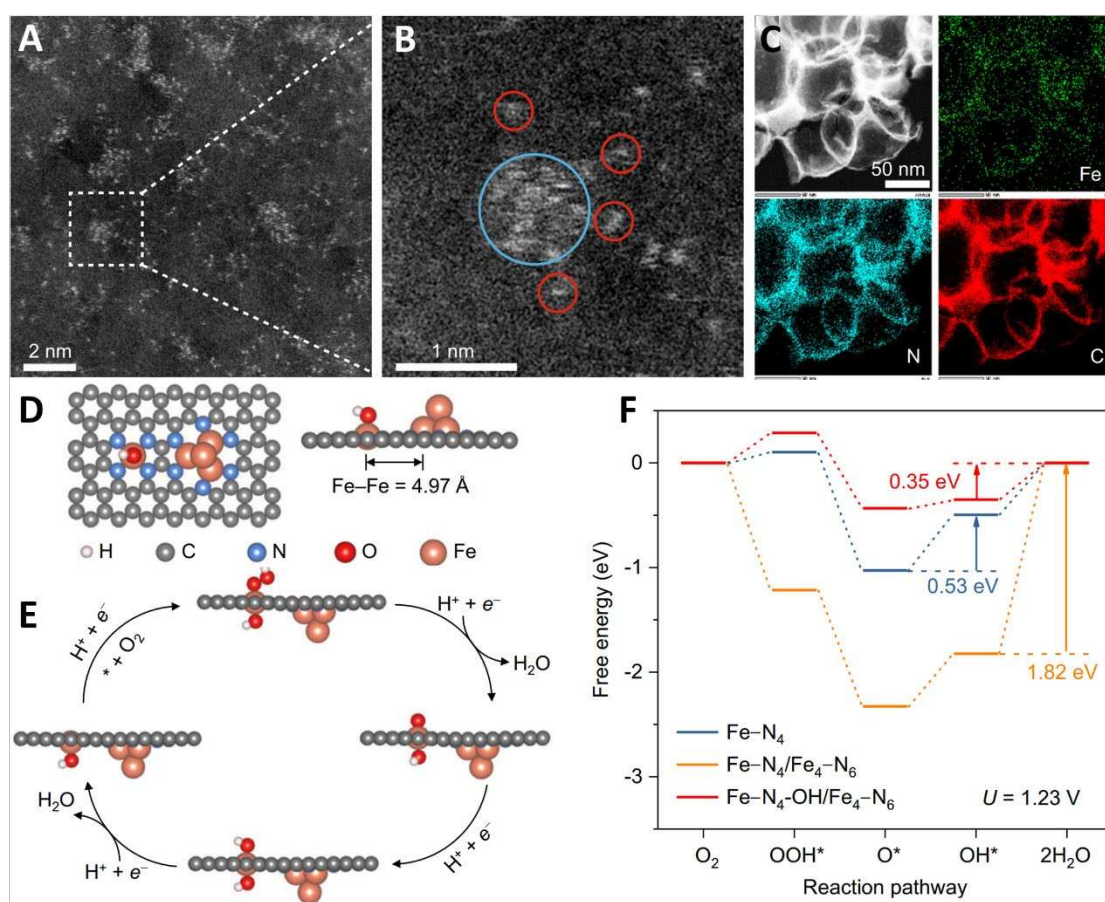 A
2 nm
B
1 nm
C
50 nm
Fe
N
C
D
Fe–Fe = 4.97 Å
H
C
N
O
Fe
E
H⁺ + e⁻
* + O₂
H⁺ + e⁻
H₂O
H₂O
H⁺ + e⁻
H⁺ + e⁻
F
Free energy (eV)
0
-1
-2
-3
0.35 eV
0.53 eV
1.82 eV
Fe–N₄
Fe–N₄/Fe₄–N₆
Fe–N₄-OH/Fe₄–N₆
U = 1.23 V
O₂
OOH*
O*
OH*
2H₂O
Reaction pathway